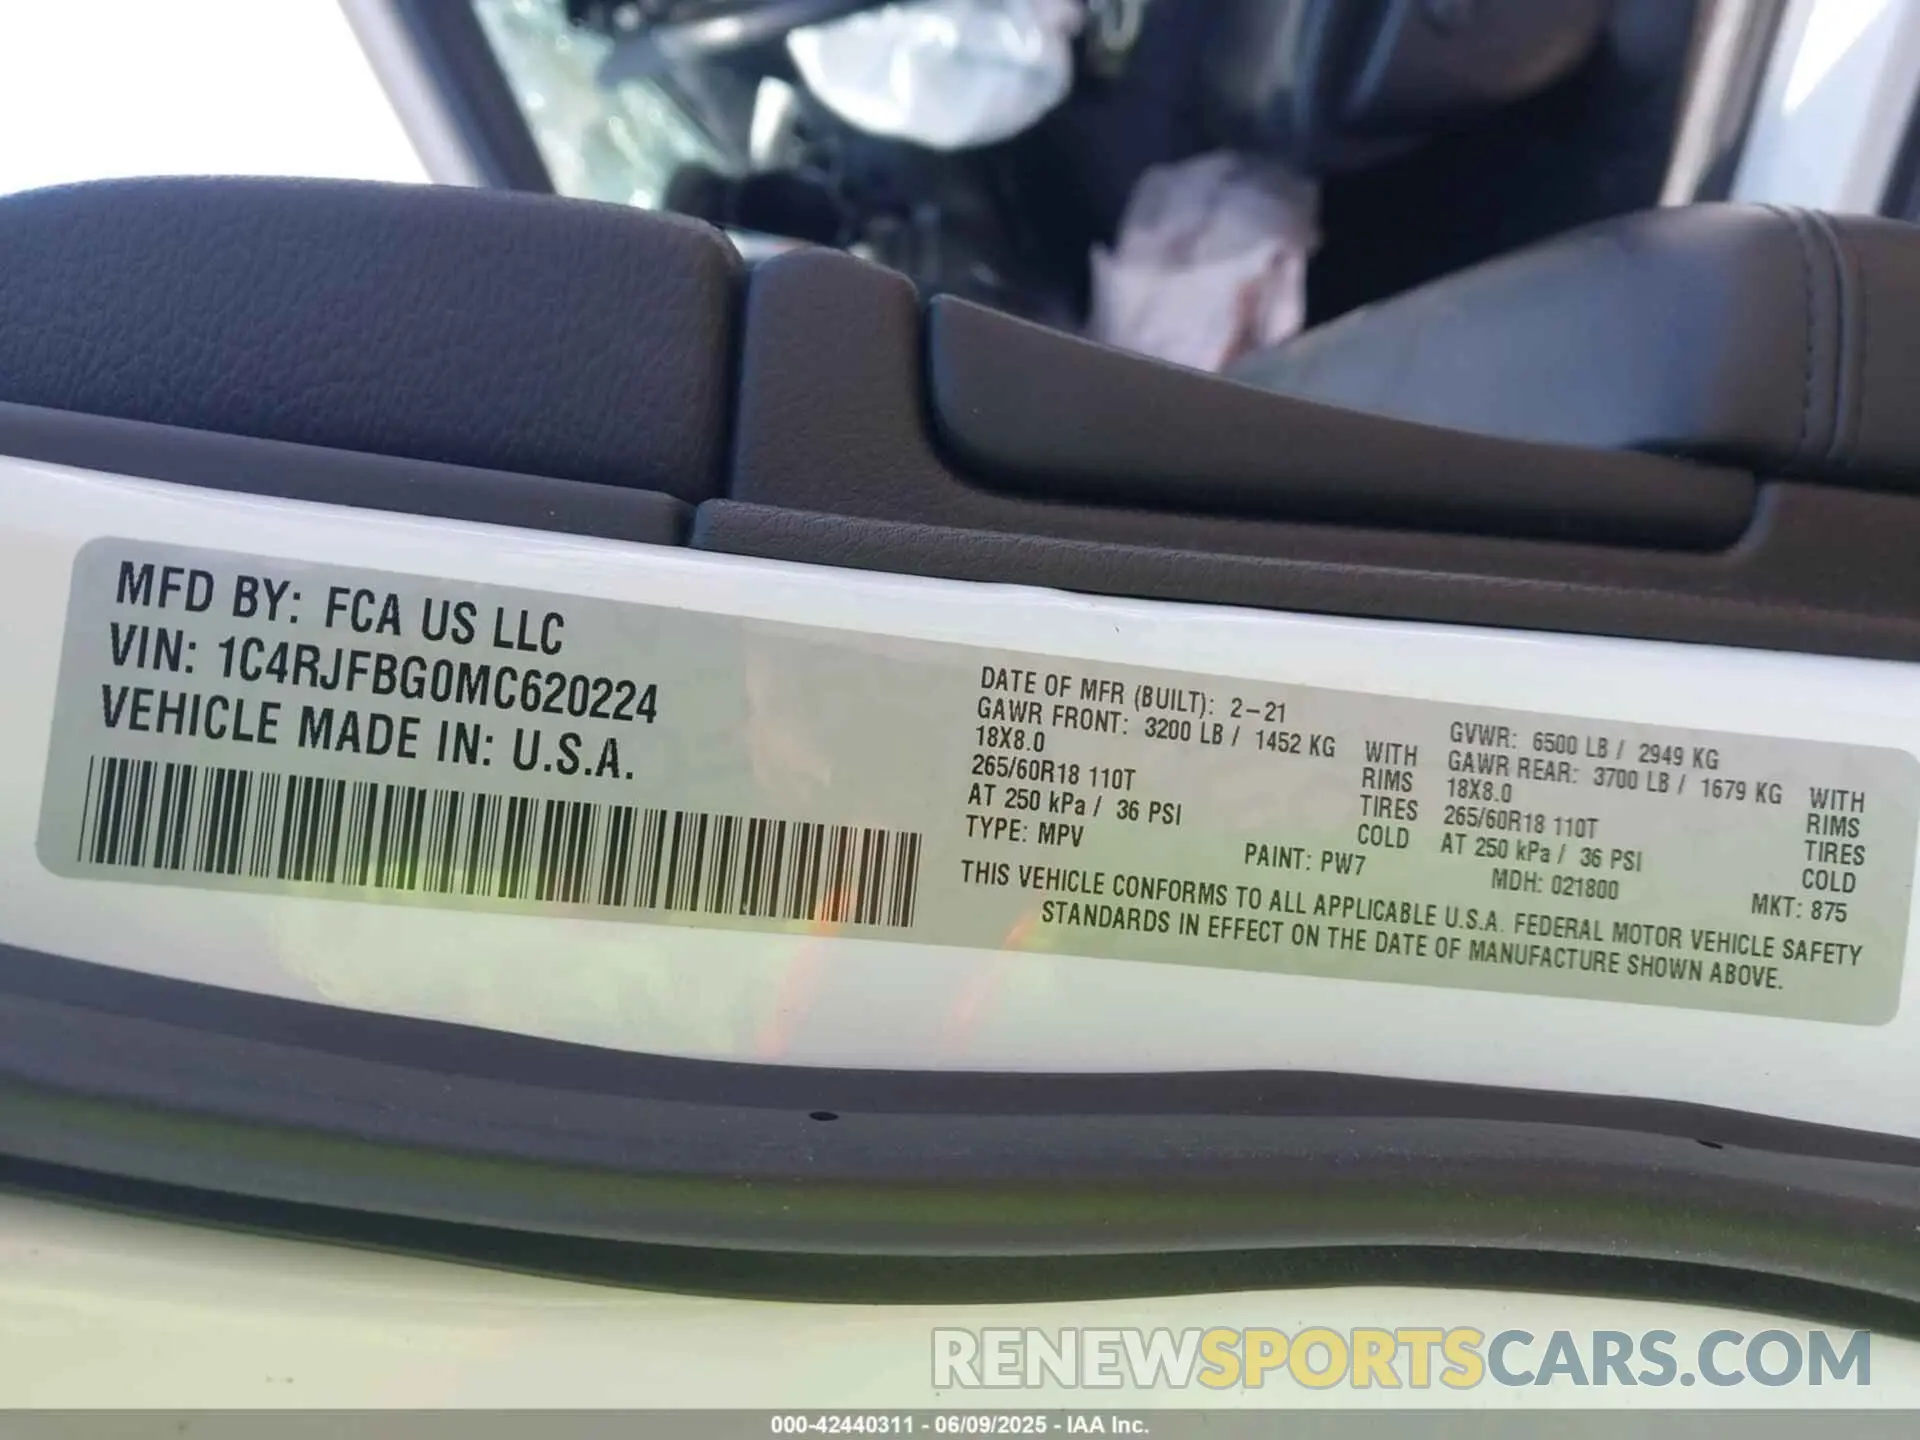 MFD BY: FCA US LLC
VIN: 1C4RJFBG0MC620224
VEHICLE MADE IN: U.S.A.
DATE OF MFR (BUILT): 2-21 GVWR: 6500 LB / 2949 KG
GAWR FRONT: 3200 LB / 1452 KG WITH GAWR REAR: 3700 LB / 1679 KG WITH
18X8.0 RIMS 18X8.0 RIMS
265/60R18 110T TIRES 265/60R18 110T TIRES
AT 250 kPa / 36 PSI COLD AT 250 kPa / 36 PSI COLD
TYPE: MPV PAINT: PW7 MDH: 021800 MKT: 875
THIS VEHICLE CONFORMS TO ALL APPLICABLE U.S.A. FEDERAL MOTOR VEHICLE SAFETY
STANDARDS IN EFFECT ON THE DATE OF MANUFACTURE SHOWN ABOVE.
RENEWSPORTSCARS.COM
000-42440311 - 06/09/2025 - IAA Inc.